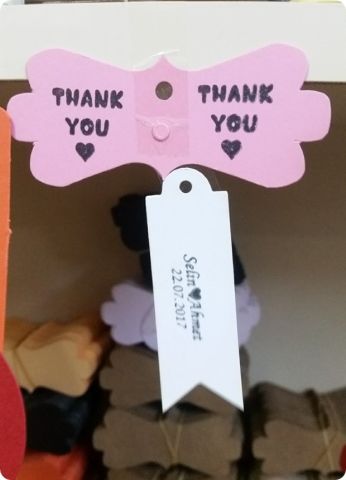 THANK
YOU
♥
THANK
YOU
♥
Selin♥Ahmet
22.07.2017